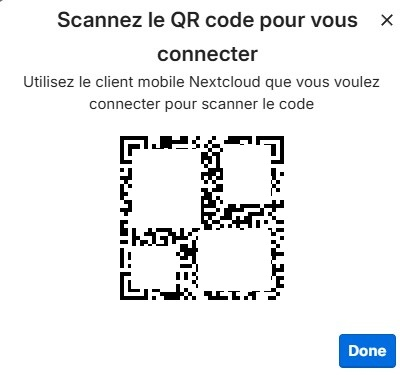 Scannez le QR code pour vous
connecter
Utilisez le client mobile Nextcloud que vous voulez
connecter pour scanner le code
Done